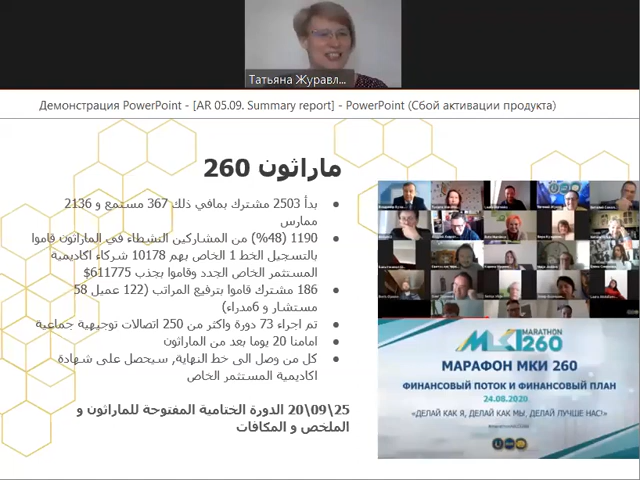 Татьяна Журавл...
Демонстрация PowerPoint - [AR 05.09. Summary report] - PowerPoint (Сбой активации продукта)
ماراثون 260
بدأ 2503 مشترك بمافي ذلك 367 مستمع و 2136
ممارس
1190 (48%) من المشاركين النشطاء في الماراثون قاموا
بالتسجيل الخط 1 الخاص بهم 10178 شركاء اكاديمية
المستثمر الخاص الجدد وقاموا بجذب 611775$
186 مشترك قاموا بترفيع المراتب (122 عميل 58
مستشار و 6مدراء)
تم اجراء 73 دورة واكثر من 250 اتصالات توجيهية جماعية
امامنا 20 يوما بعد من الماراثون
كل من وصل الى خط النهاية, سيحصل على شهادة
اكاديمية المستثمر الخاص
25\09\20 الدورة الختامية المفتوحة للماراثون و
الملخص و المكافات
МКИ MARATHON
260
МАРАФОН МКИ 260
ФИНАНСОВЫЙ ПОТОК И ФИНАНСОВЫЙ ПЛАН
24.08.2020
«ДЕЛАЙ КАК Я, ДЕЛАЙ КАК МЫ, ДЕЛАЙ ЛУЧШЕ НАС!»